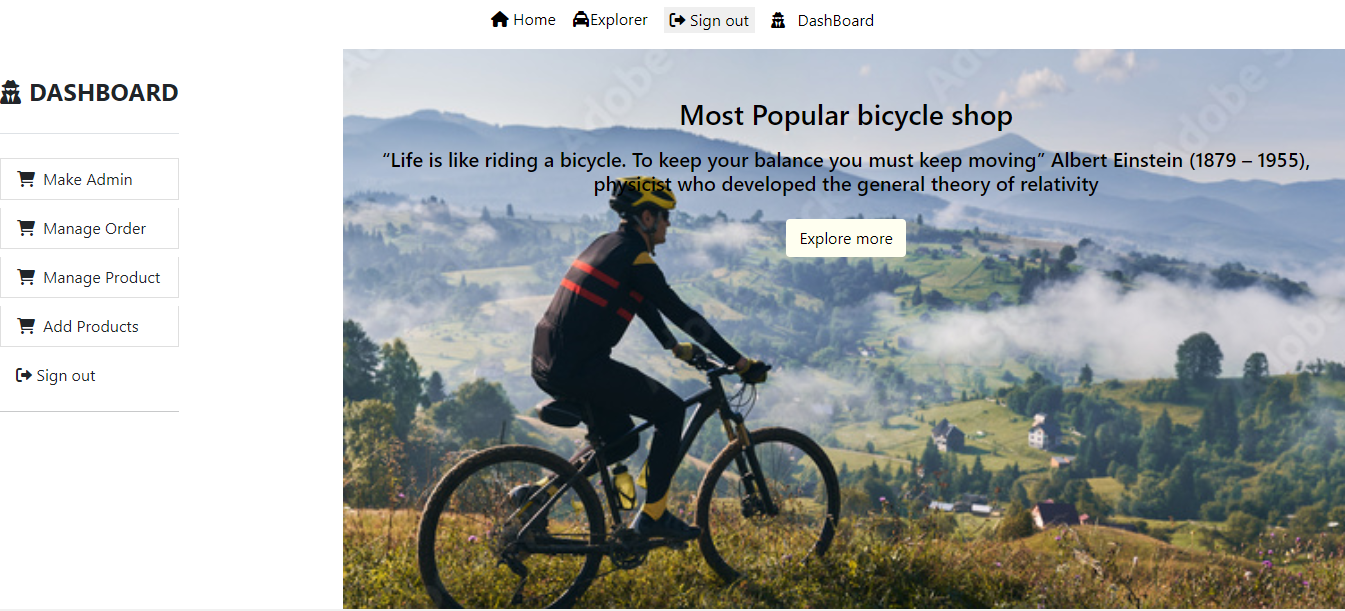 Home Explorer Sign out DashBoard
DASHBOARD
Make Admin
Manage Order
Manage Product
Add Products
Sign out
Most Popular bicycle shop
“Life is like riding a bicycle. To keep your balance you must keep moving” Albert Einstein (1879 – 1955),
physicist who developed the general theory of relativity
Explore more
Adobe
Adobe S